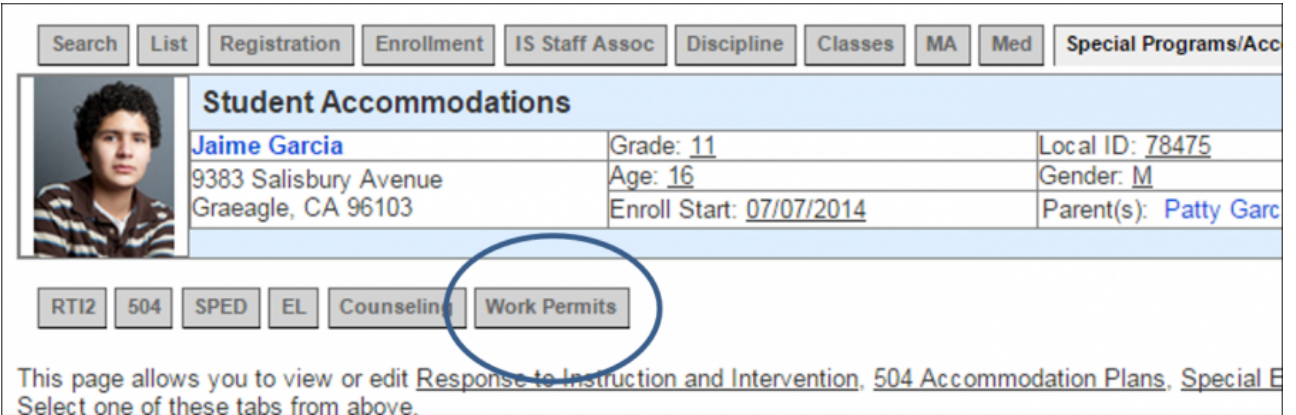 Search List Registration Enrollment IS Staff Assoc Discipline Classes MA Med Special Programs/Acc
Student Accommodations
Jaime Garcia Grade: 11 Local ID: 78475
9383 Salisbury Avenue Age: 16 Gender: M
Graeagle, CA 96103 Enroll Start: 07/07/2014 Parent(s): Patty Garc
RTI2 504 SPED EL Counseling Work Permits
This page allows you to view or edit Response to Instruction and Intervention, 504 Accommodation Plans, Special E
Select one of these tabs from above.